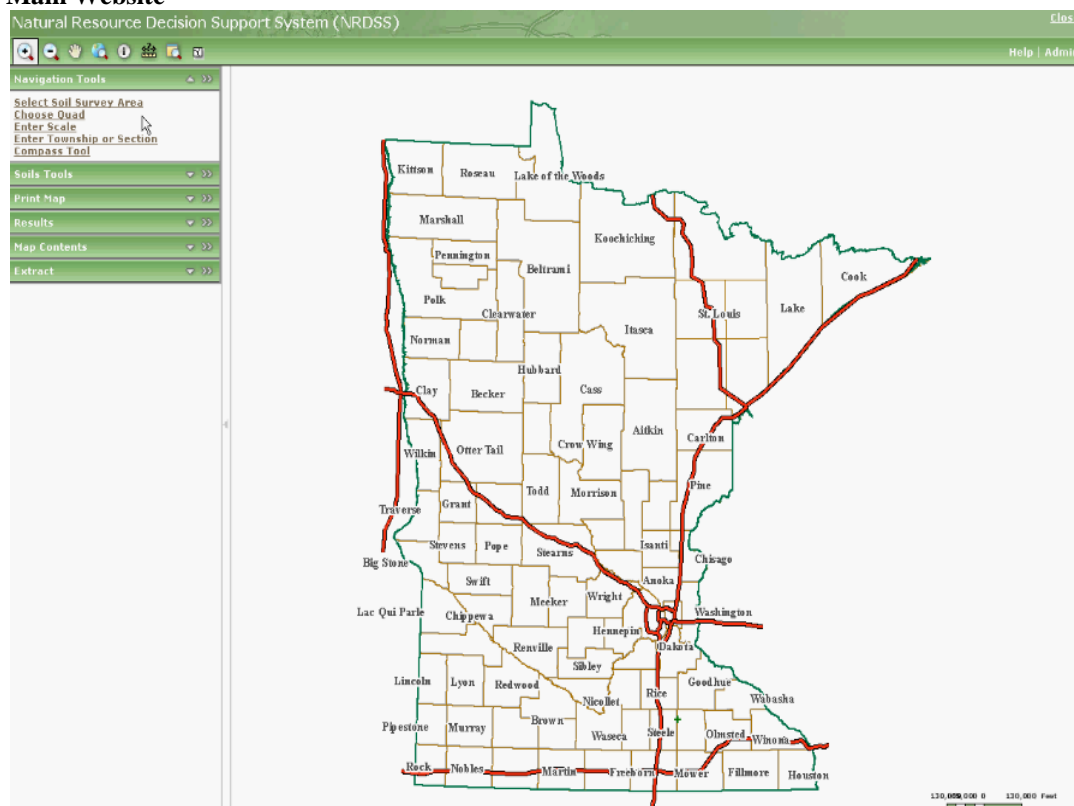 Main Website
Natural Resource Decision Support System (NRDSS)
Clos
Help | Admi
Navigation Tools
Select Soil Survey Area
Choose Quad
Enter Scale
Enter Township or Section
Compass Tool
Soils Tools
Print Map
Results
Map Contents
Extract
Kittson
Roseau
Lake of the Woods
Marshall
Koochiching
Pennington
Beltrami
Cook
Polk
Clearwater
St. Louis
Lake
Itasca
Norman
Hubbard
Clay
Becker
Cass
Aitkin
Crow Wing
Carlton
Wilkin
Otter Tail
Pine
Todd
Morrison
Grant
Traverse
Stevens
Pope
Stearns
Isanti
Chisago
Big Stone
Swift
Anoka
Meeker
Wright
Lac Qui Parle
Chippewa
Washington
Hennepin
Renville
Dakota
Sibley
Lincoln
Lyon
Redwood
Goodhue
Nicollet
Rice
Wabasha
Pipestone
Murray
Brown
Waseca
Steele
Olmsted
Winona
Rock
Nobles
Martin
Freeborn
Mower
Fillmore
Houston
0
130,000 Feet